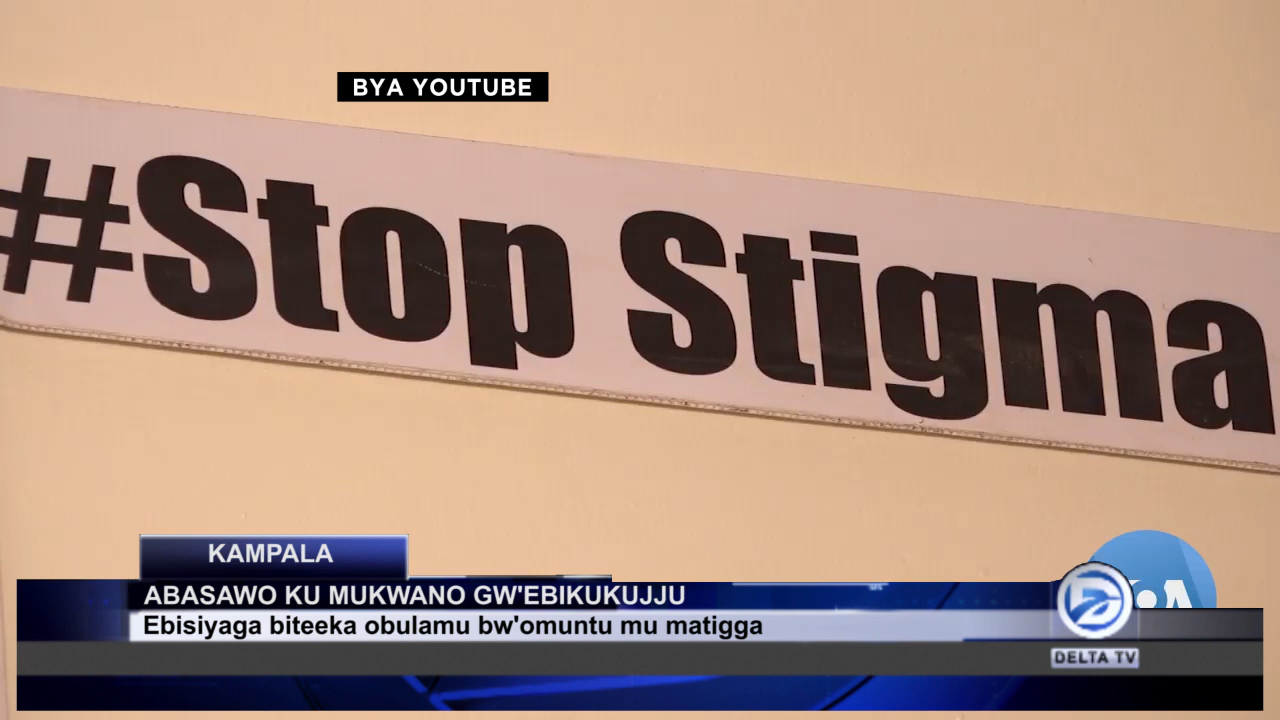 BYA YOUTUBE
#Stop Stigma
KAMPALA
ABASAWO KU MUKWANO GW'EBIKUKUJJU
Ebisiyaga biteeka obulamu bw'omuntu mu matigga
DELTA TV